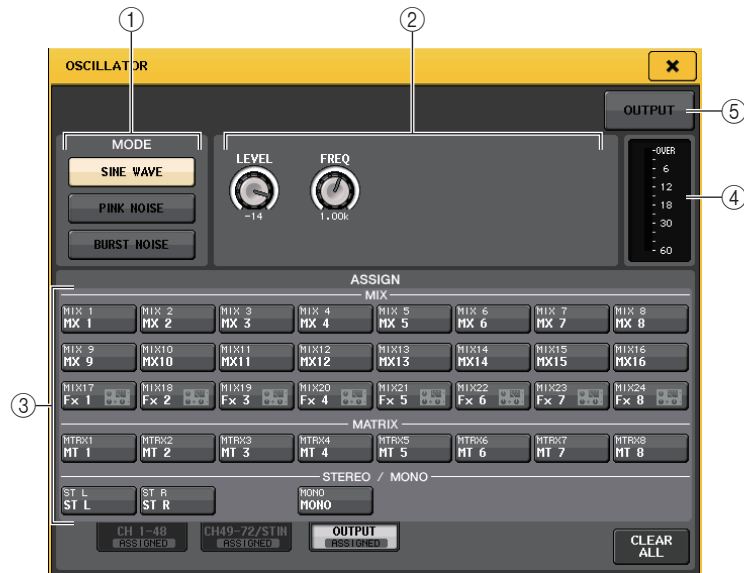 ① ②
OSCILLATOR ×
OUTPUT ⑤
MODE
SINE WAVE
PINK NOISE
BURST NOISE
LEVEL FREQ
-14 1.00k
-OVER
- 6
- 12
- 18
- 30
- 60
④
③
ASSIGN
MIX
MIX 1 MIX 2 MIX 3 MIX 4 MIX 5 MIX 6 MIX 7 MIX 8
MX 1 MX 2 MX 3 MX 4 MX 5 MX 6 MX 7 MX 8
MIX 9 MIX10 MIX11 MIX12 MIX13 MIX14 MIX15 MIX16
MX 9 MX10 MX11 MX12 MX13 MX14 MX15 MX16
MIX17 MIX18 MIX19 MIX20 MIX21 MIX22 MIX23 MIX24
Fx 1 Fx 2 Fx 3 Fx 4 Fx 5 Fx 6 Fx 7 Fx 8
MATRIX
MTRX1 MTRX2 MTRX3 MTRX4 MTRX5 MTRX6 MTRX7 MTRX8
MT 1 MT 2 MT 3 MT 4 MT 5 MT 6 MT 7 MT 8
STEREO / MONO
ST L ST R MONO
ST L ST R MONO
CH 1-48 CH49-72/STIN OUTPUT
ASSIGNED ASSIGNED ASSIGNED
CLEAR
ALL